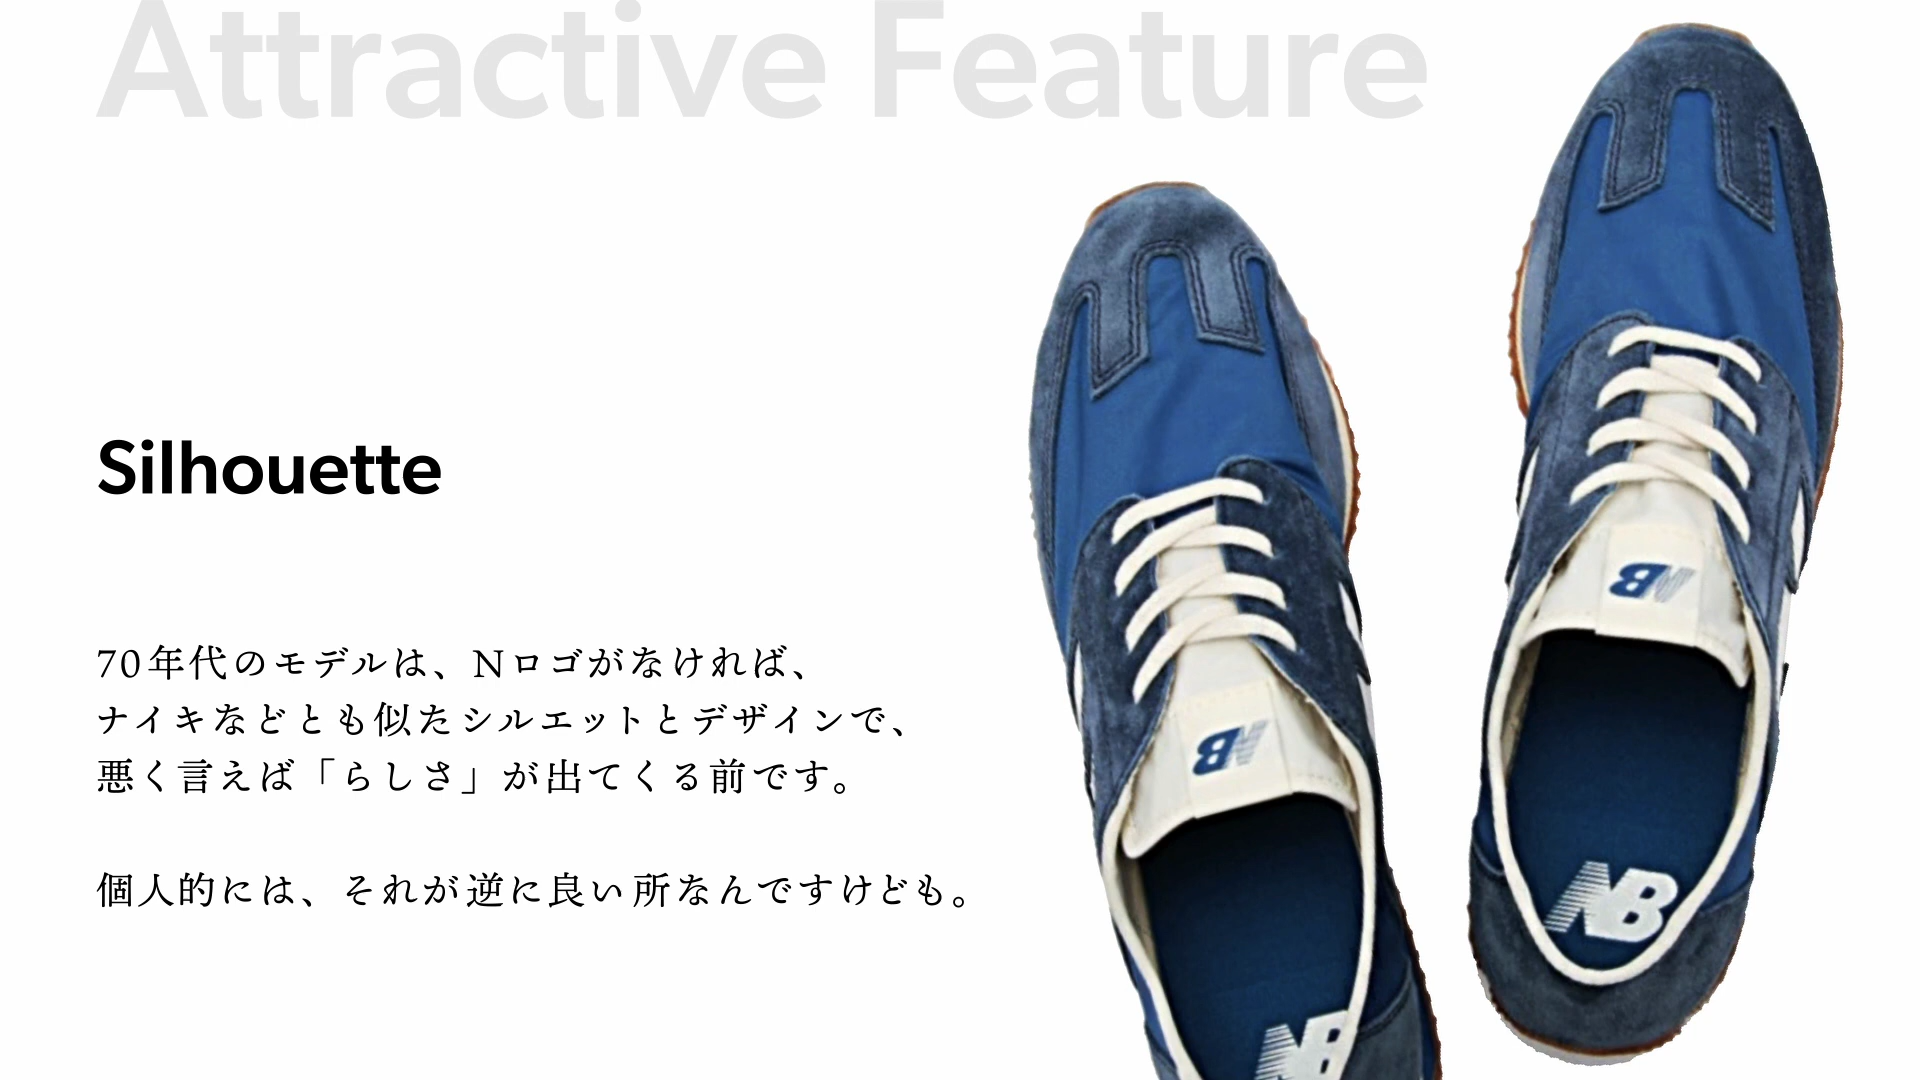 Attractive Feature
Silhouette
70年代のモデルは、Nロゴがなければ、
ナイキなどとも似たシルエットとデザインで、
悪く言えば「らしさ」が出てくる前です。
個人的には、それが逆に良い所なんですけども。
NB
NB
NB
NB